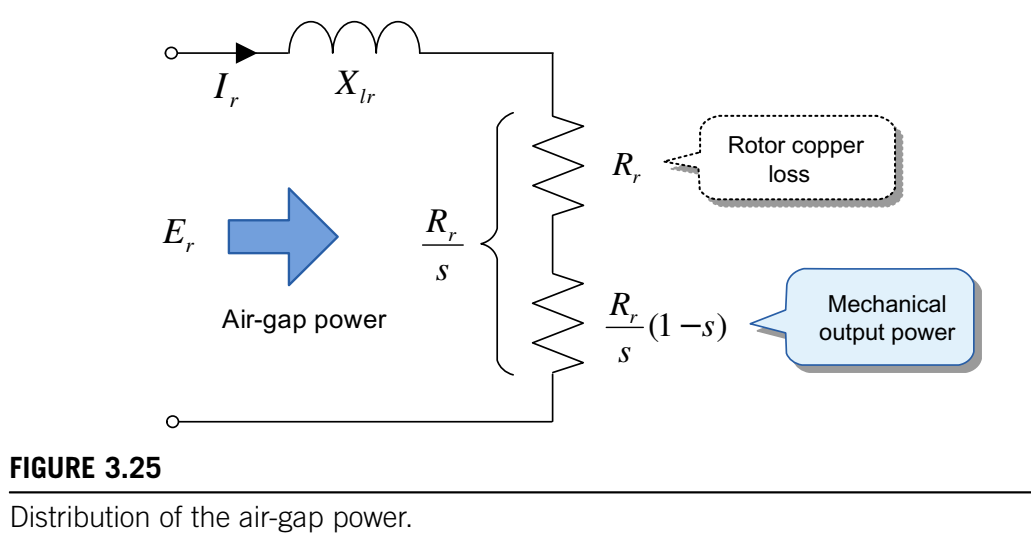 I_r
X_{lr}
R_r
Rotor copper
loss
E_r
\frac{R_r}{s}
Air-gap power
\frac{R_r}{s}(1−s)
Mechanical
output power
FIGURE 3.25
Distribution of the air-gap power.